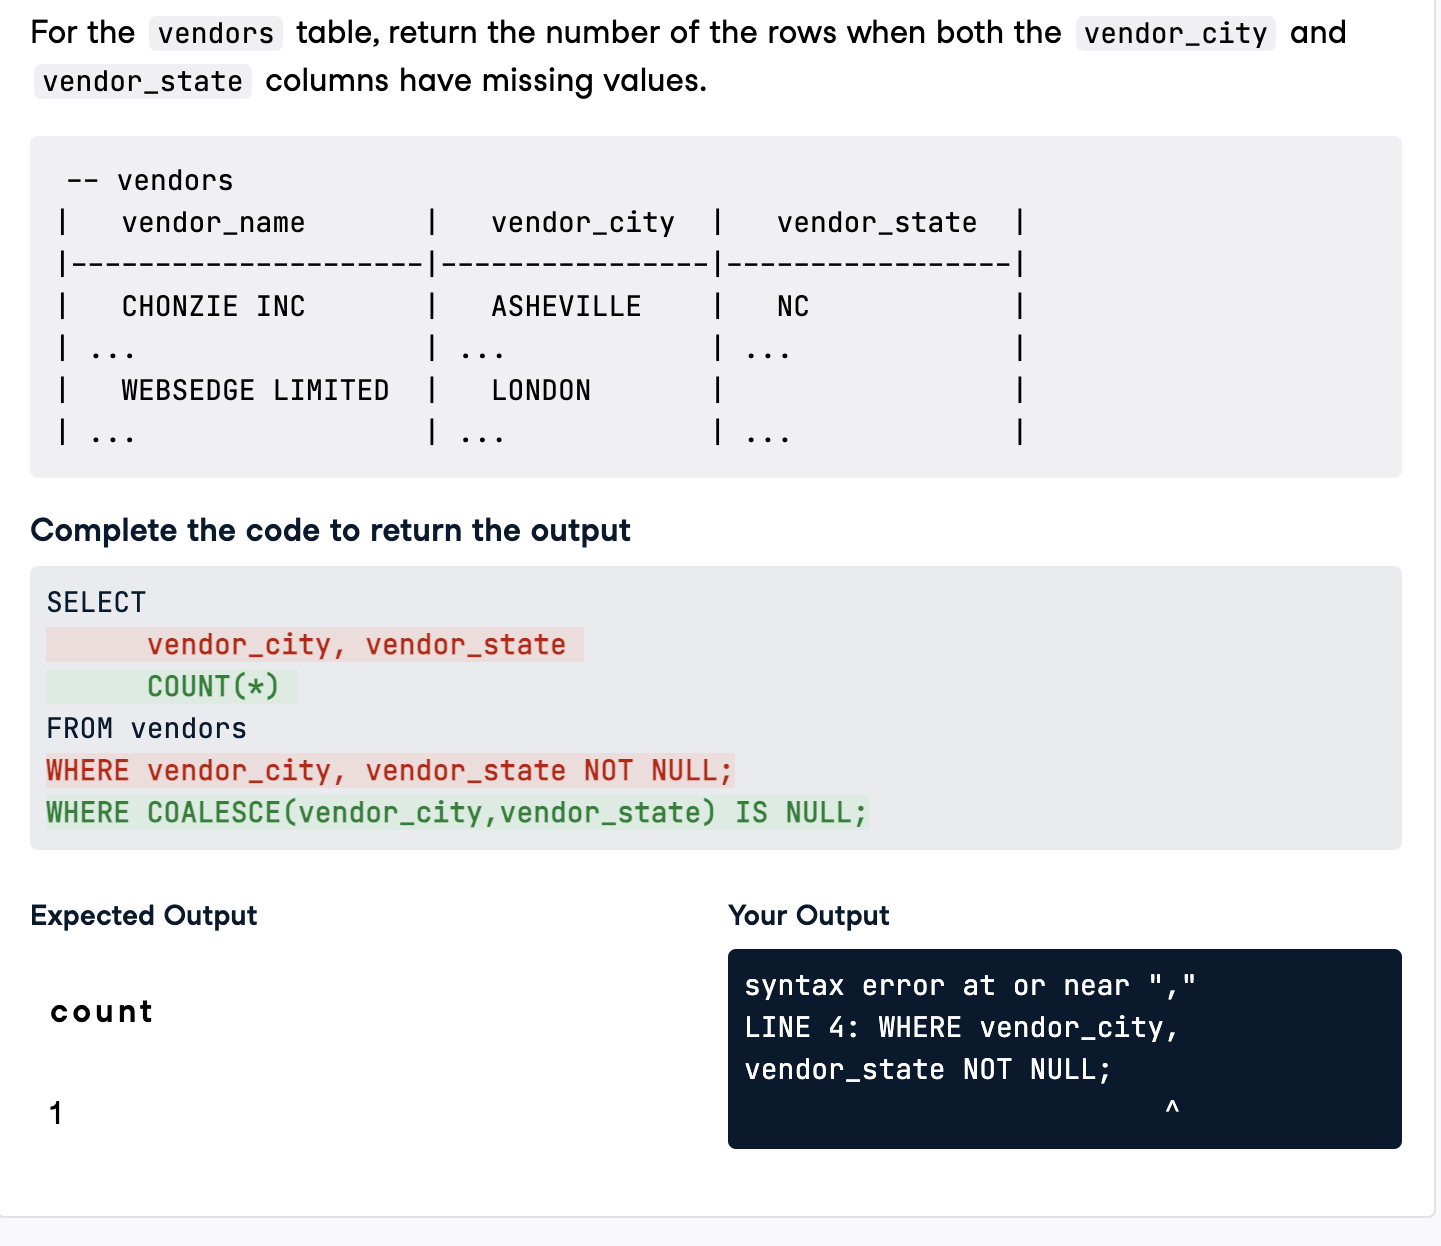 For the vendors table, return the number of the rows when both the vendor_city and
vendor_state columns have missing values.
-- vendors
|   vendor_name       |   vendor_city  |   vendor_state  |
|---------------------|----------------|-----------------|
|   CHONZIE INC       |   ASHEVILLE    |   NC            |
| ...                 | ...            | ...             |
|   WEBSEDGE LIMITED  |   LONDON       |                 |
| ...                 | ...            | ...             |
Complete the code to return the output
SELECT
      vendor_city, vendor_state
      COUNT(*)
FROM vendors
WHERE vendor_city, vendor_state NOT NULL;
WHERE COALESCE(vendor_city,vendor_state) IS NULL;
Expected Output
count
1
Your Output
syntax error at or near ","
LINE 4: WHERE vendor_city,
vendor_state NOT NULL;
^